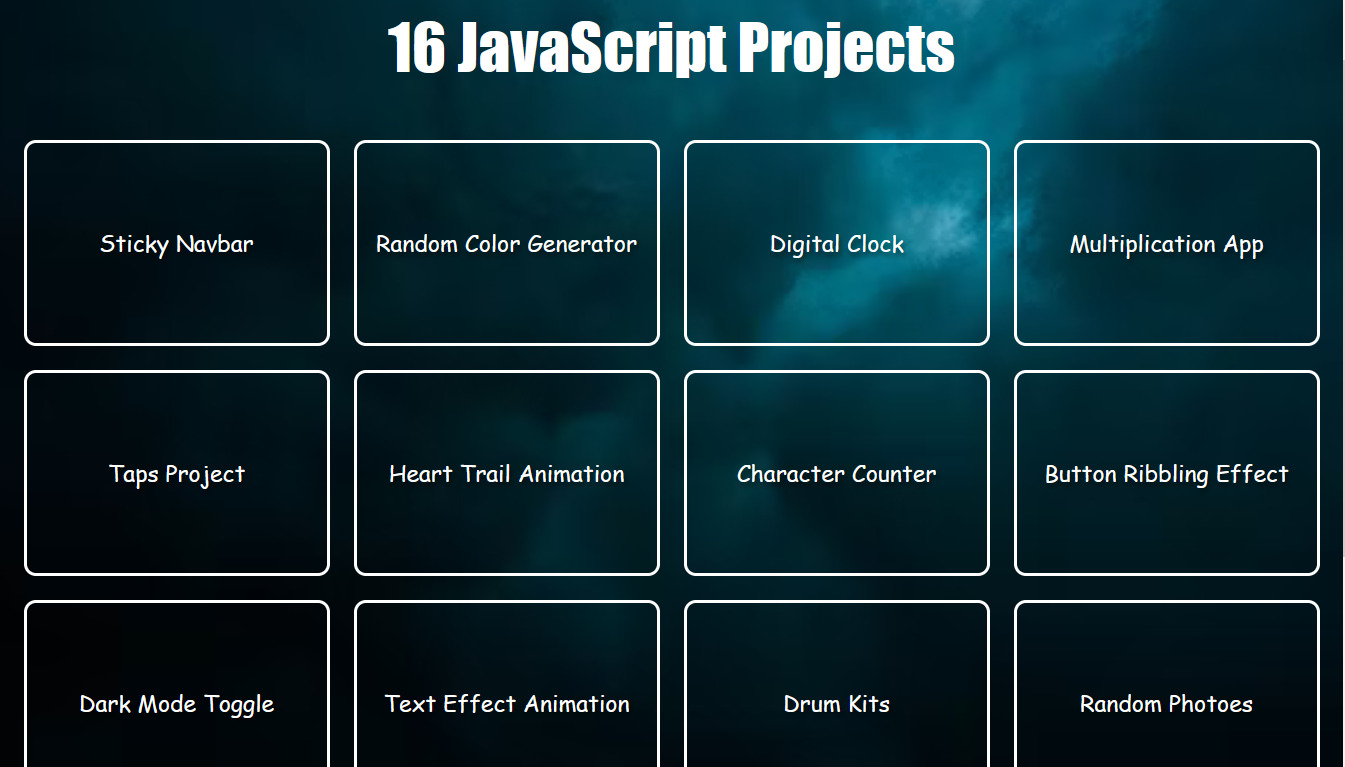 16 JavaScript Projects
Sticky Navbar
Random Color Generator
Digital Clock
Multiplication App
Taps Project
Heart Trail Animation
Character Counter
Button Ribbling Effect
Dark Mode Toggle
Text Effect Animation
Drum Kits
Random Photoes